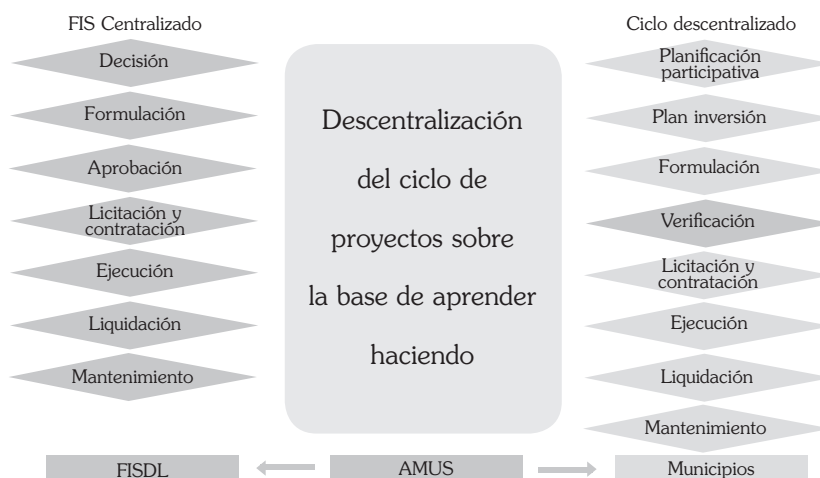 FIS Centralizado
Decisión
Formulación
Aprobación
Licitación y
contratación
Ejecución
Liquidación
Mantenimiento
Descentralización
del ciclo de
proyectos sobre
la base de aprender
haciendo
Ciclo descentralizado
Planificación
participativa
Plan inversión
Formulación
Verificación
Licitación y
contratación
Ejecución
Liquidación
Mantenimiento
FISDL
AMUS
Municipios